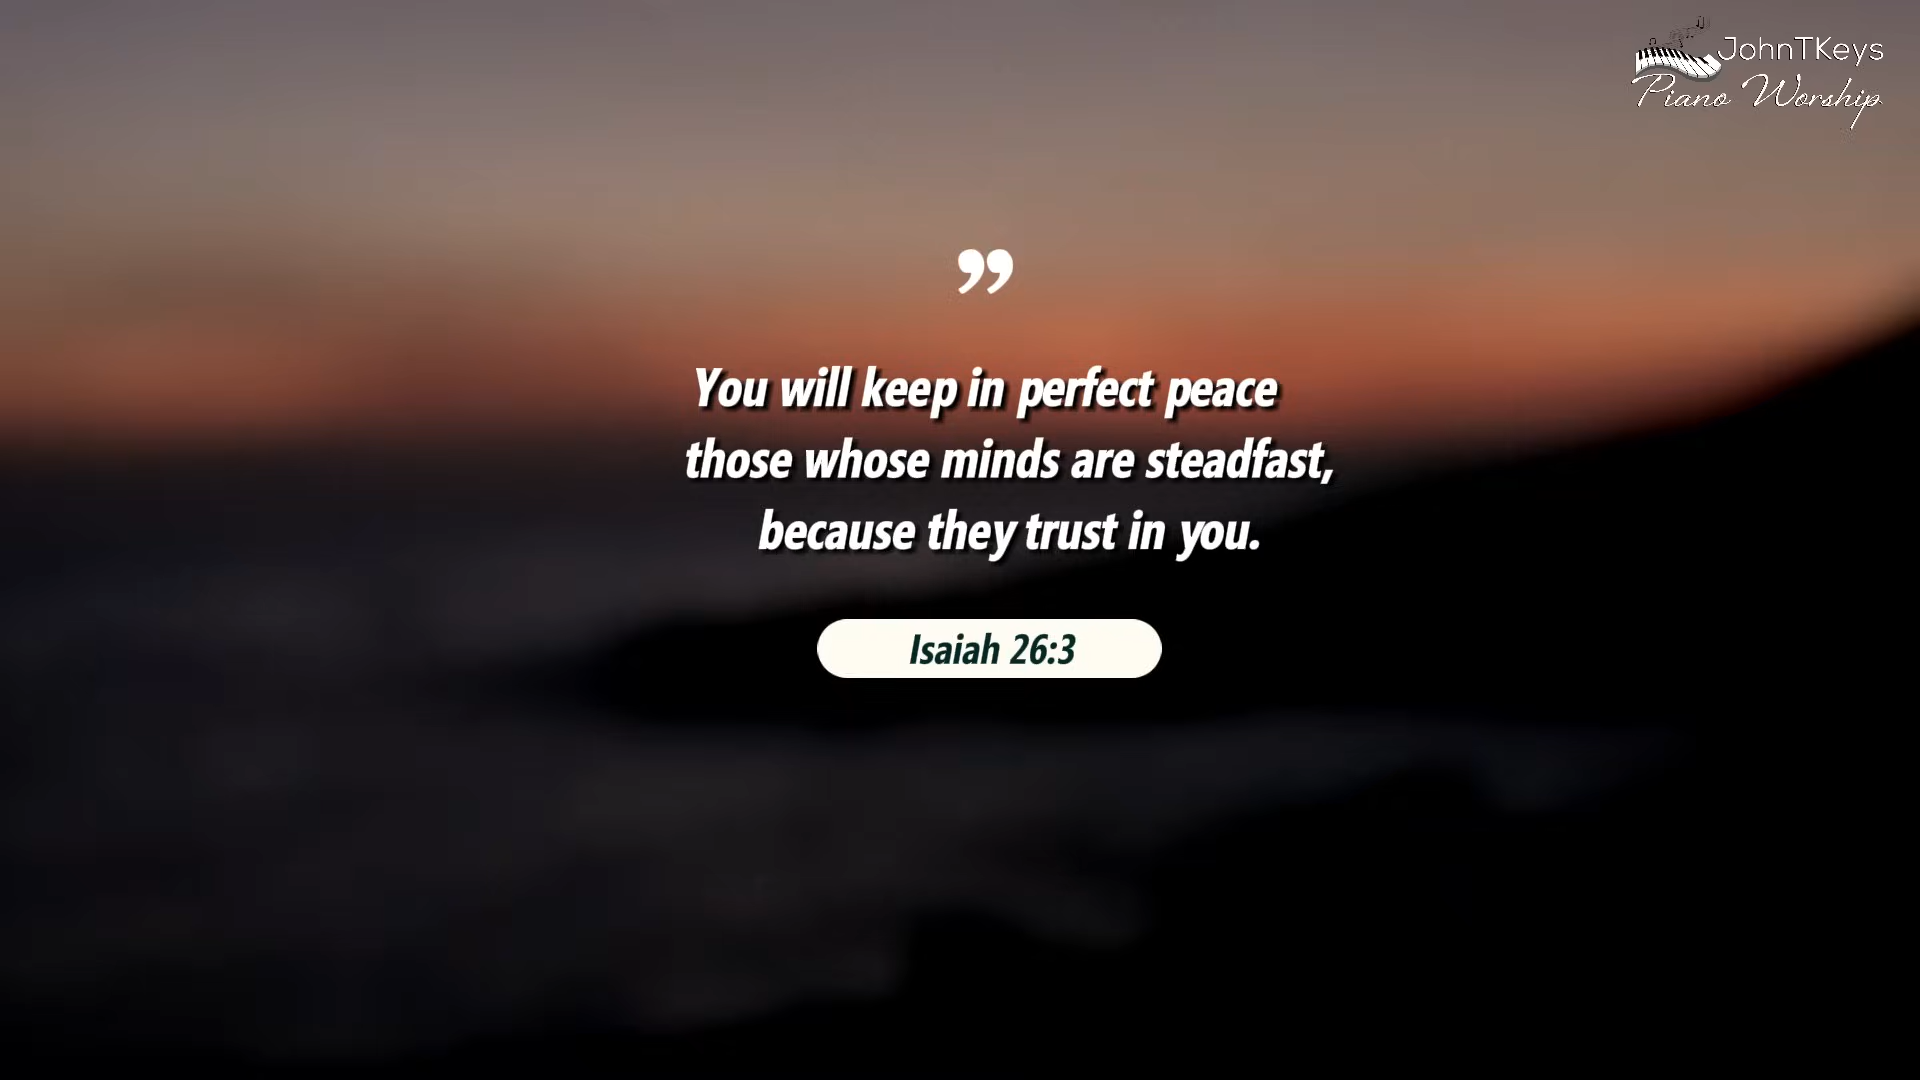 JohnTKeys
Piano Worship
”
You will keep in perfect peace
those whose minds are steadfast,
because they trust in you.
Isaiah 26:3